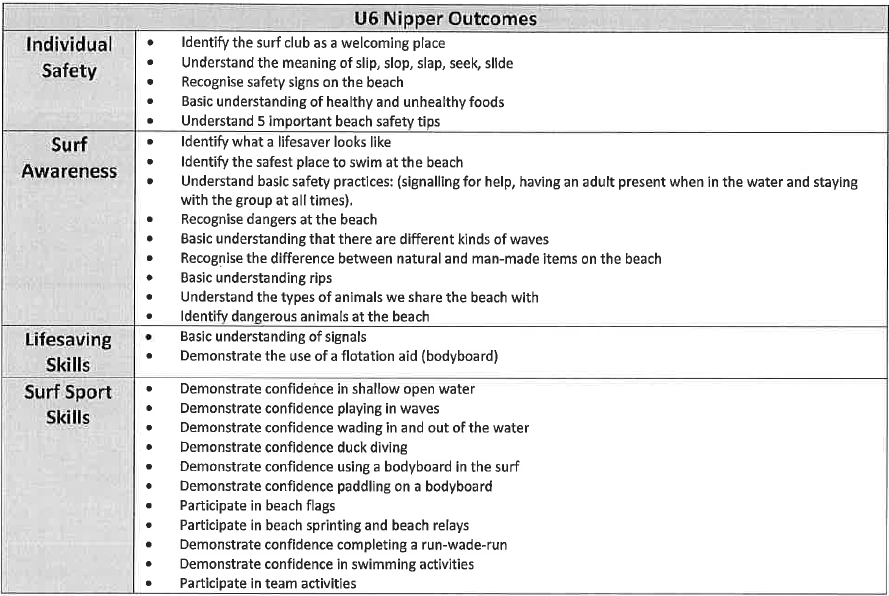 U6 Nipper Outcomes
Individual
Safety
• Identify the surf club as a welcoming place
• Understand the meaning of slip, slop, slap, seek, slide
• Recognise safety signs on the beach
• Basic understanding of healthy and unhealthy foods
• Understand 5 important beach safety tips
Surf
Awareness
• Identify what a lifesaver looks like
• Identify the safest place to swim at the beach
• Understand basic safety practices: (signalling for help, having an adult present when in the water and staying
with the group at all times).
• Recognise dangers at the beach
• Basic understanding that there are different kinds of waves
• Recognise the difference between natural and man-made items on the beach
• Basic understanding rips
• Understand the types of animals we share the beach with
• Identify dangerous animals at the beach
Lifesaving
Skills
• Basic understanding of signals
• Demonstrate the use of a flotation aid (bodyboard)
Surf Sport
Skills
• Demonstrate confidence in shallow open water
• Demonstrate confidence playing in waves
• Demonstrate confidence wading in and out of the water
• Demonstrate confidence duck diving
• Demonstrate confidence using a bodyboard in the surf
• Demonstrate confidence paddling on a bodyboard
• Participate in beach flags
• Participate in beach sprinting and beach relays
• Demonstrate confidence completing a run-wade-run
• Demonstrate confidence in swimming activities
• Participate in team activities